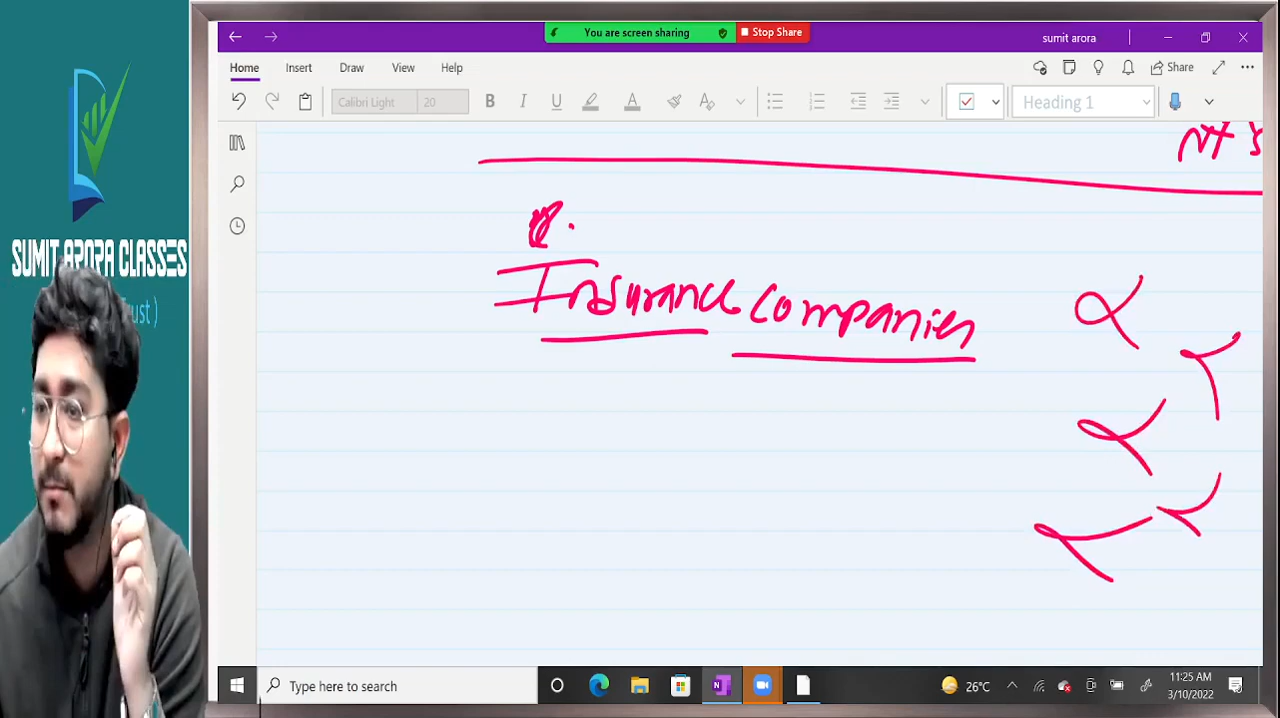 You are screen sharing
Stop Share
sumit arora
Home
Insert
Draw
View
Help
Share
Calibri Light
20
B
I
U
A
Heading 1
SUMIT ARORA CLASSES
rust )
Insurance companies
α
Type here to search
26°C
11:25 AM
3/10/2022